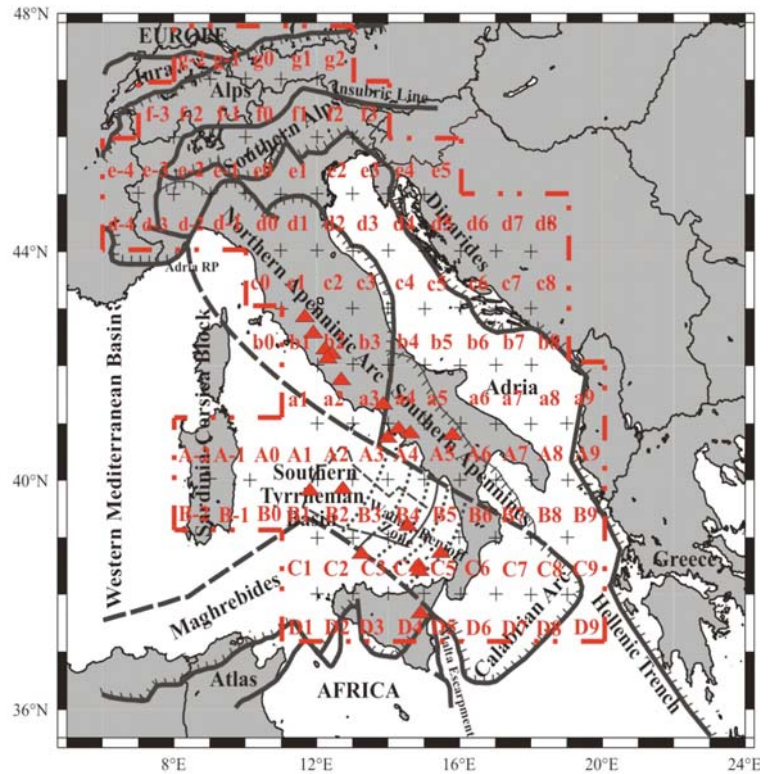 48°N
EUROPE
g-2 g-1 g0 g1 g2
Jura
Alps
Insubric Line
f-3 f-2 f-1 f0 f1 f2 f3
Southern Alps
e-4 e-3 e-2 e-1 e0 e1 e2 e3 e4 e5
d-4 d-3 d-2 d-1 d0 d1 d2 d3 d4 d5 d6 d7 d8
Dinarides
44°N
Adria RP
Northern Apenninic Arc
c0 c1 c2 c3 c4 c5 c6 c7 c8
b0 b1 b2 b3 b4 b5 b6 b7 b8
Adria
a1 a2 a3 a4 a5 a6 a7 a8 a9
Southern Apennines
Western Mediterranean Basin
Sardinia-Corsica Block
A-1 A0 A1 A2 A3 A4 A5 A6 A7 A8 A9
40°N
Southern
Tyrrhenian
Basin
B-1 B0 B1 B2 B3 B4 B5 B6 B7 B8 B9
Zone
Greece
C1 C2 C3 C4 C5 C6 C7 C8 C9
Maghrebides
Calabrian Arc
Hellenic Trench
D1 D2 D3 D4 D5 D6 D7 D8 D9
Malta Escarpment
Atlas
AFRICA
36°N
8°E 12°E 16°E 20°E 24°E